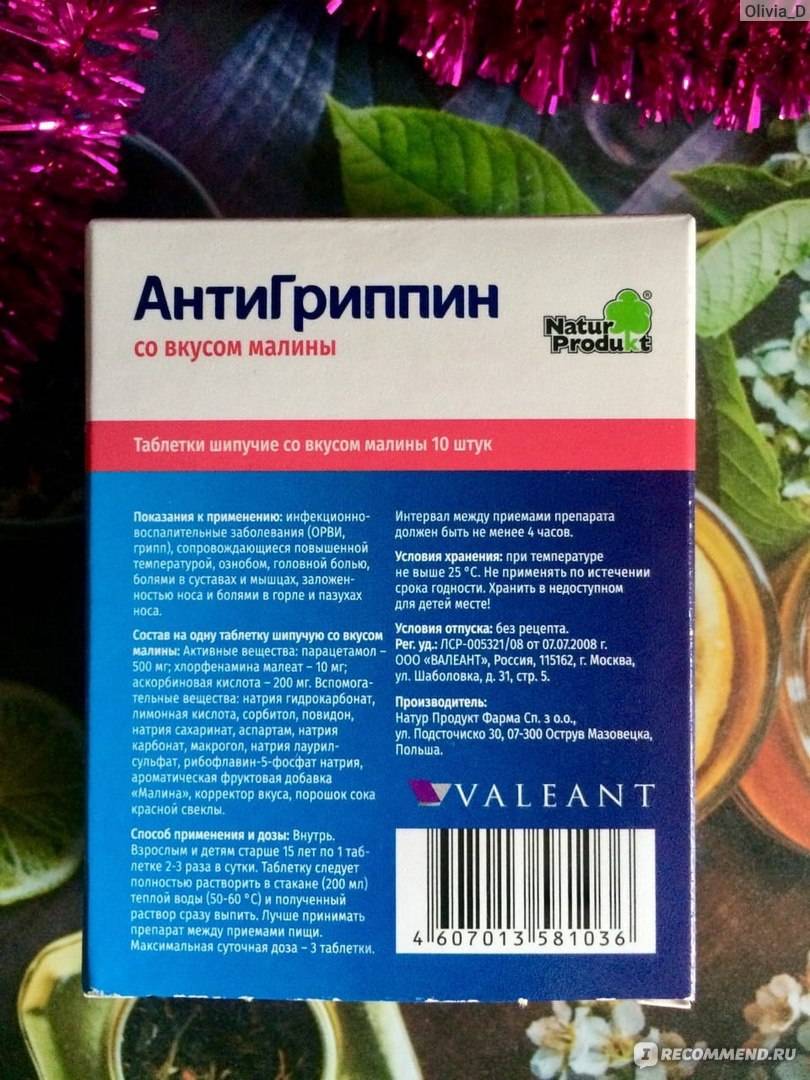 Olivia_D
АнтиГриппин
со вкусом малины
Natur
Produkt
®
Таблетки шипучие со вкусом малины 10 штук
Показания к применению: инфекционно-
воспалительные заболевания (ОРВИ,
грипп), сопровождающиеся повышенной
температурой, ознобом, головной болью,
болями в суставах и мышцах, заложен-
ностью носа и болями в горле и пазухах
носа.
Состав на одну таблетку шипучую со вкусом
малины: Активные вещества: парацетамол –
500 мг; хлорфенамина малеат – 10 мг;
аскорбиновая кислота – 200 мг. Вспомога-
тельные вещества: натрия гидрокарбонат,
лимонная кислота, сорбитол, повидон,
натрия сахаринат, аспартам, натрия
карбонат, макрогол, натрия лаурил-
сульфат, рибофлавин-5-фосфат натрия,
ароматическая фруктовая добавка
«Малина», корректор вкуса, порошок сока
красной свеклы.
Способ применения и дозы: Внутрь.
Взрослым и детям старше 15 лет по 1 таб-
летке 2-3 раза в сутки. Таблетку следует
полностью растворить в стакане (200 мл)
теплой воды (50-60 °С) и полученный
раствор сразу выпить. Лучше принимать
препарат между приемами пищи.
Максимальная суточная доза – 3 таблетки.
Интервал между приемами препарата
должен быть не менее 4 часов.
Условия хранения: при температуре
не выше 25 °С. Не применять по истечении
срока годности. Хранить в недоступном
для детей месте!
Условия отпуска: без рецепта.
Рег. уд.: ЛСР-005321/08 от 07.07.2008 г.
ООО «ВАЛЕАНТ», Россия, 115162, г. Москва,
ул. Шаболовка, д. 31, стр. 5.
Производитель:
Натур Продукт Фарма Сп. з о.о.,
ул. Подсточиско 30, 07-300 Острув Мазовецка,
Польша.
VALEANT
4 607013 581036
IRECOMMEND.RU